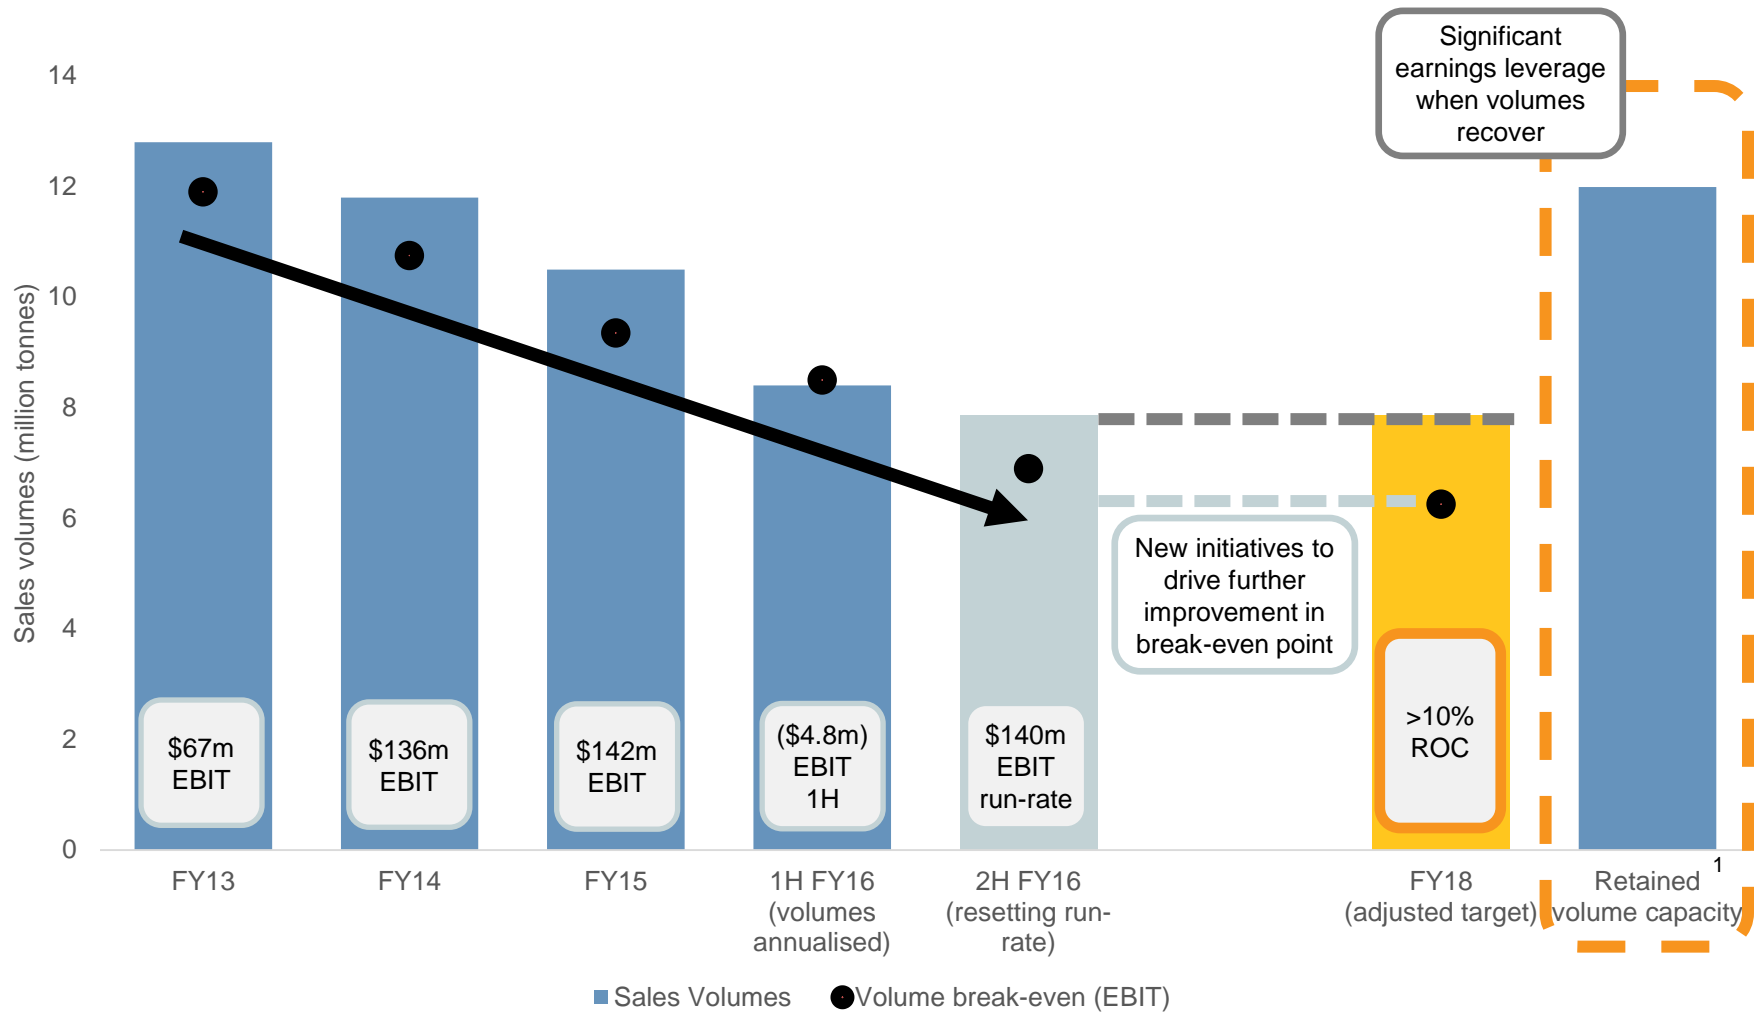 Significant
earnings leverage
when volumes
recover
14
12
10
8
6
4
2
0
Sales volumes (million tonnes)
New initiatives to
drive further
improvement in
break-even point
$67m
EBIT
$136m
EBIT
$142m
EBIT
($4.8m)
EBIT
1H
$140m
EBIT
run-rate
>10%
ROC
FY13
FY14
FY15
1H FY16
(volumes
annualised)
2H FY16
(resetting run-
rate)
FY18
(adjusted target)
Retained 1
volume capacity
Sales Volumes
Volume break-even (EBIT)